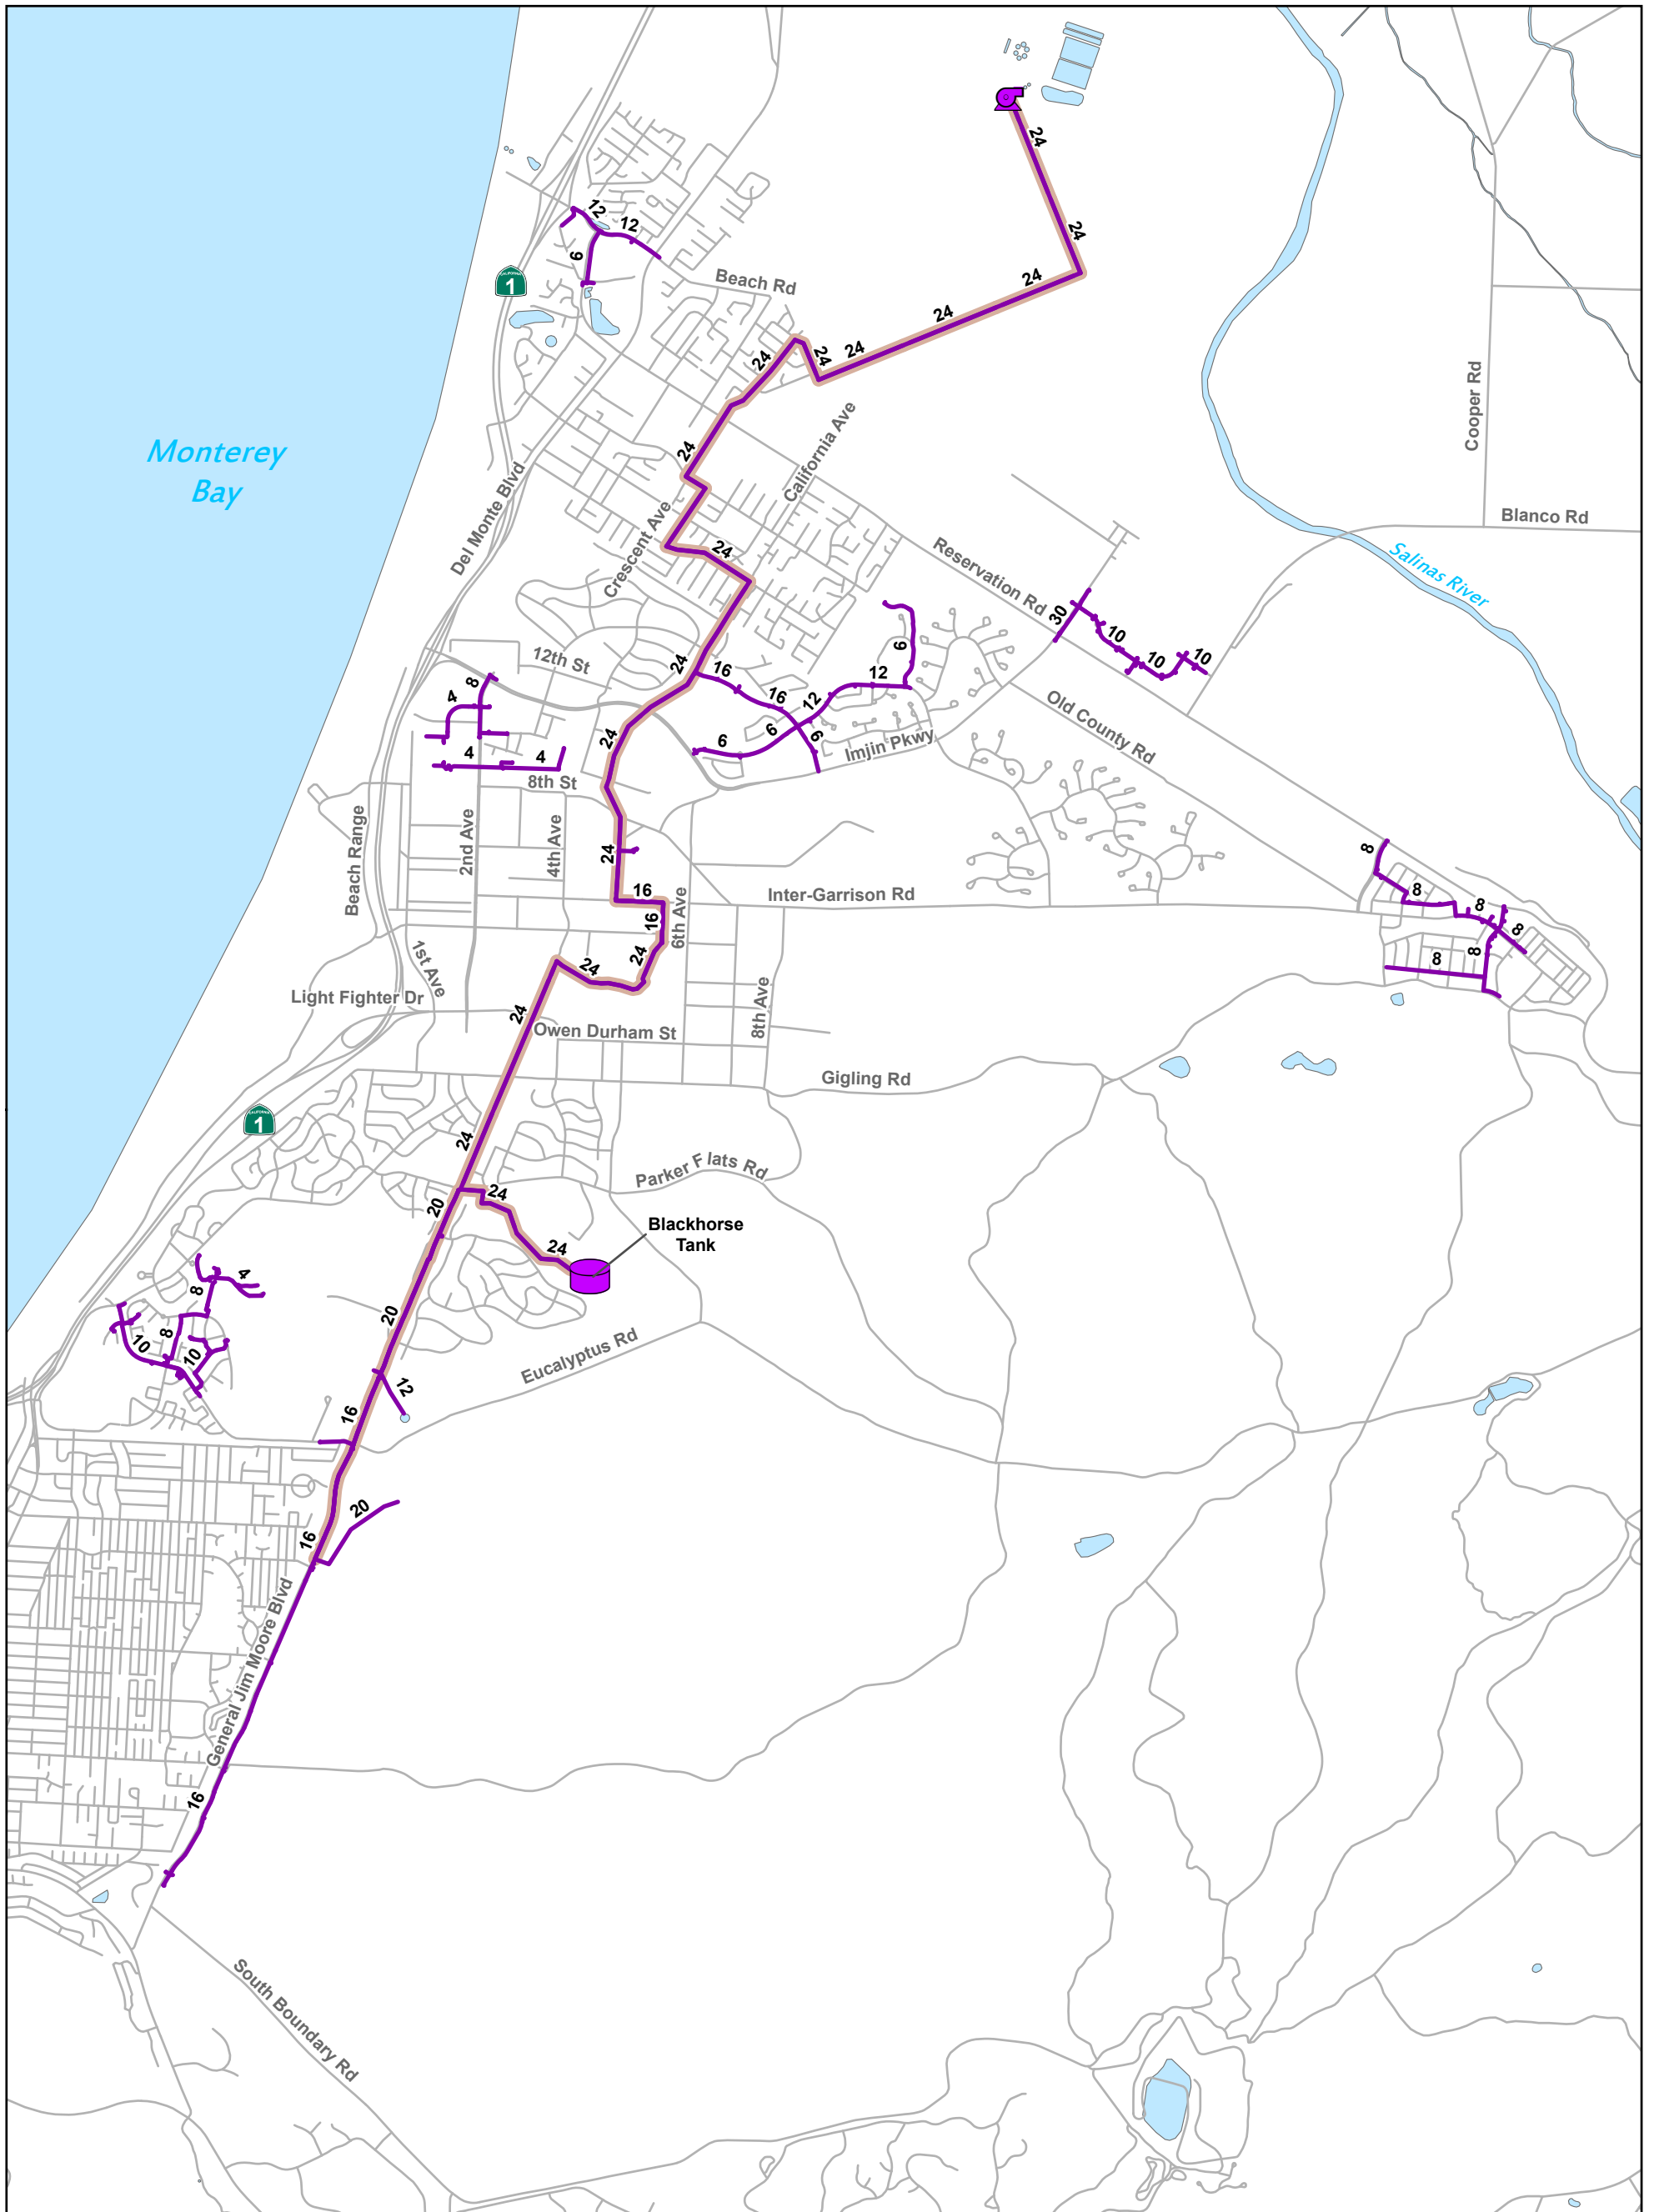 24
24
12
12
6
CALIFORNIA
1
Beach Rd
24
24
24
24
24
24
California Ave
Cooper Rd
Monterey
Bay
Del Monte Blvd
Crescent Ave
24
Blanco Rd
Reservation Rd
Salinas River
30
10
10
10
12th St
24
16
16
6
12
12
6
6
6
8
4
4
4
24
Imjin Pkwy
Old County Rd
8th St
Beach Range
2nd Ave
4th Ave
24
16
16
6th Ave
Inter-Garrison Rd
8
8
8
8
8
8
1st Ave
24
24
Light Fighter Dr
24
Owen Durham St
8th Ave
Gigling Rd
CALIFORNIA
1
24
Parker Flats Rd
20
24
24
Blackhorse
Tank
4
8
8
10
10
20
Eucalyptus Rd
12
16
20
16
General Jim Moore Blvd
16
South Boundary Rd